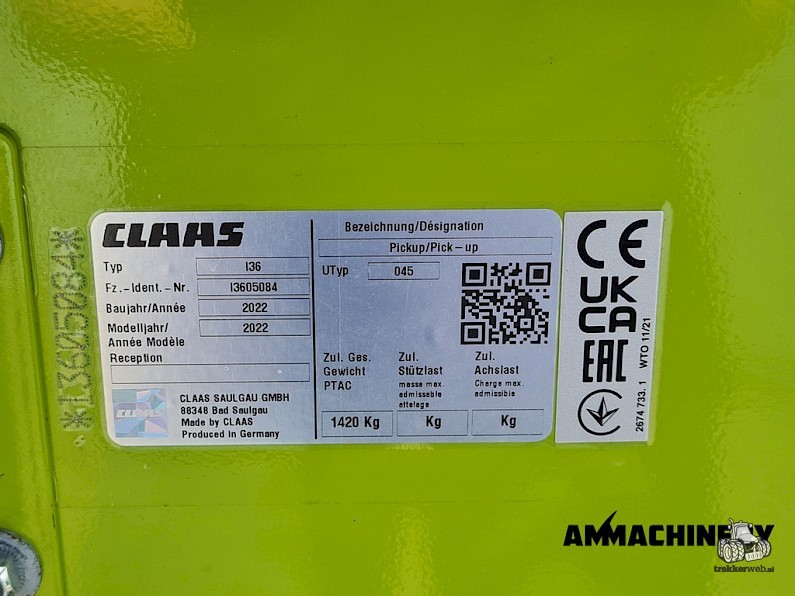 *13605084*
CLAAS
Typ I36
Fz.-Ident.-Nr. I3605084
Baujahr/Année 2022
Modelljahr/
Année Modèle 2022
Reception
CLAAS
CLAAS SAULGAU GMBH
88348 Bad Saulgau
Made by CLAAS
Produced in Germany
Bezeichnung/Désignation
Pickup/Pick-up
UTyp 045
Zul. Ges.
Gewicht
PTAC
1420 Kg
Zul.
Stützlast
masse max.
admissable
attelage
Kg
Zul.
Achslast
Charge max.
admissible
Kg
CE
UK
CA
EAC
WTO 11/21
2674 733. 1
AMMACHINERY
trekkerweb.nl